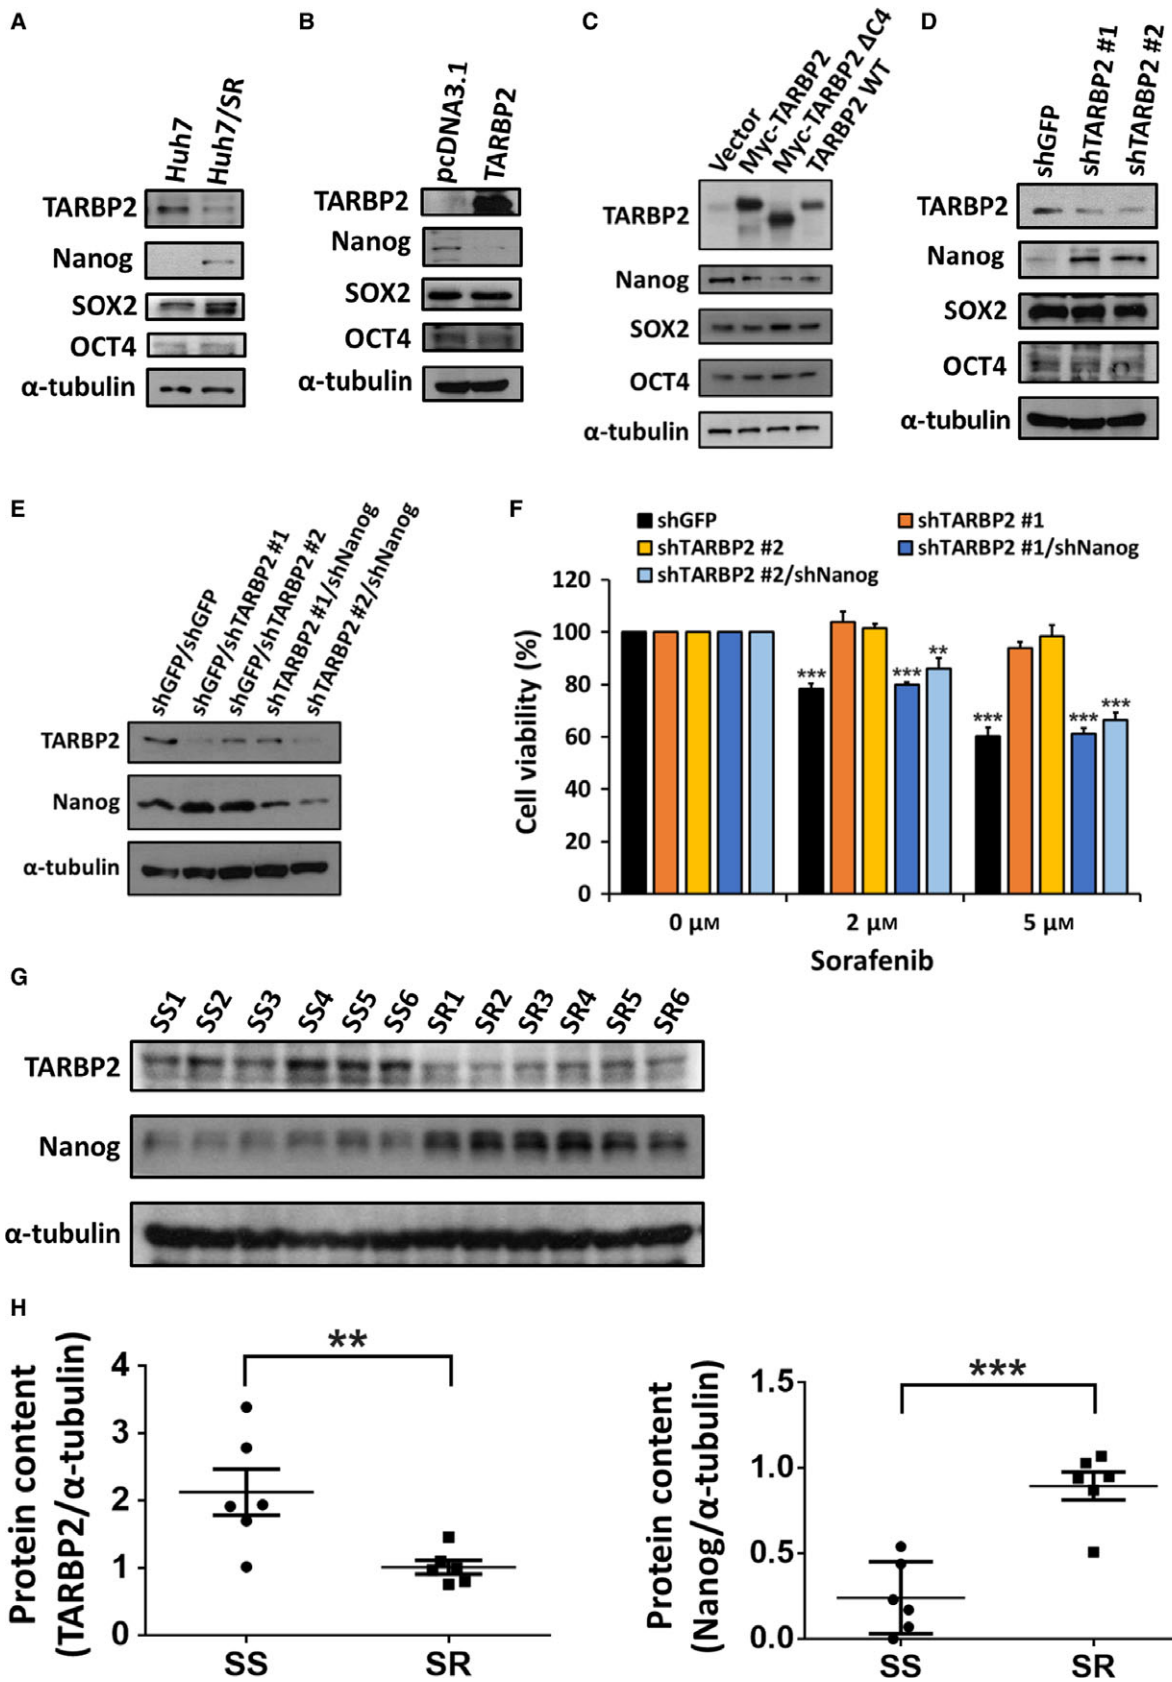 A
Huh7
Huh7/SR
TARBP2
Nanog
SOX2
OCT4
α-tubulin
B
pcDNA3.1
TARBP2
TARBP2
Nanog
SOX2
OCT4
α-tubulin
C
Vector
Myc-TARBP2
Myc-TARBP2 ΔC4
TARBP2 WT
TARBP2
Nanog
SOX2
OCT4
α-tubulin
D
shGFP
shTARBP2 #1
shTARBP2 #2
TARBP2
Nanog
SOX2
OCT4
α-tubulin
E
shGFP/shGFP
shGFP/shTARBP2 #1
shGFP/shTARBP2 #2
shTARBP2 #1/shNanog
shTARBP2 #2/shNanog
TARBP2
Nanog
α-tubulin
F
shGFP
shTARBP2 #1
shTARBP2 #2
shTARBP2 #1/shNanog
shTARBP2 #2/shNanog
Cell viability (%)
120
100
80
60
40
20
0
***
***
**
***
***
***
0 μM
2 μM
5 μM
Sorafenib
G
SS1 SS2 SS3 SS4 SS5 SS6 SR1 SR2 SR3 SR4 SR5 SR6
TARBP2
Nanog
α-tubulin
H
Protein content
(TARBP2/α-tubulin)
4
3
2
1
0
**
SS
SR
Protein content
(Nanog/α-tubulin)
1.5
1.0
0.5
0.0
***
SS
SR